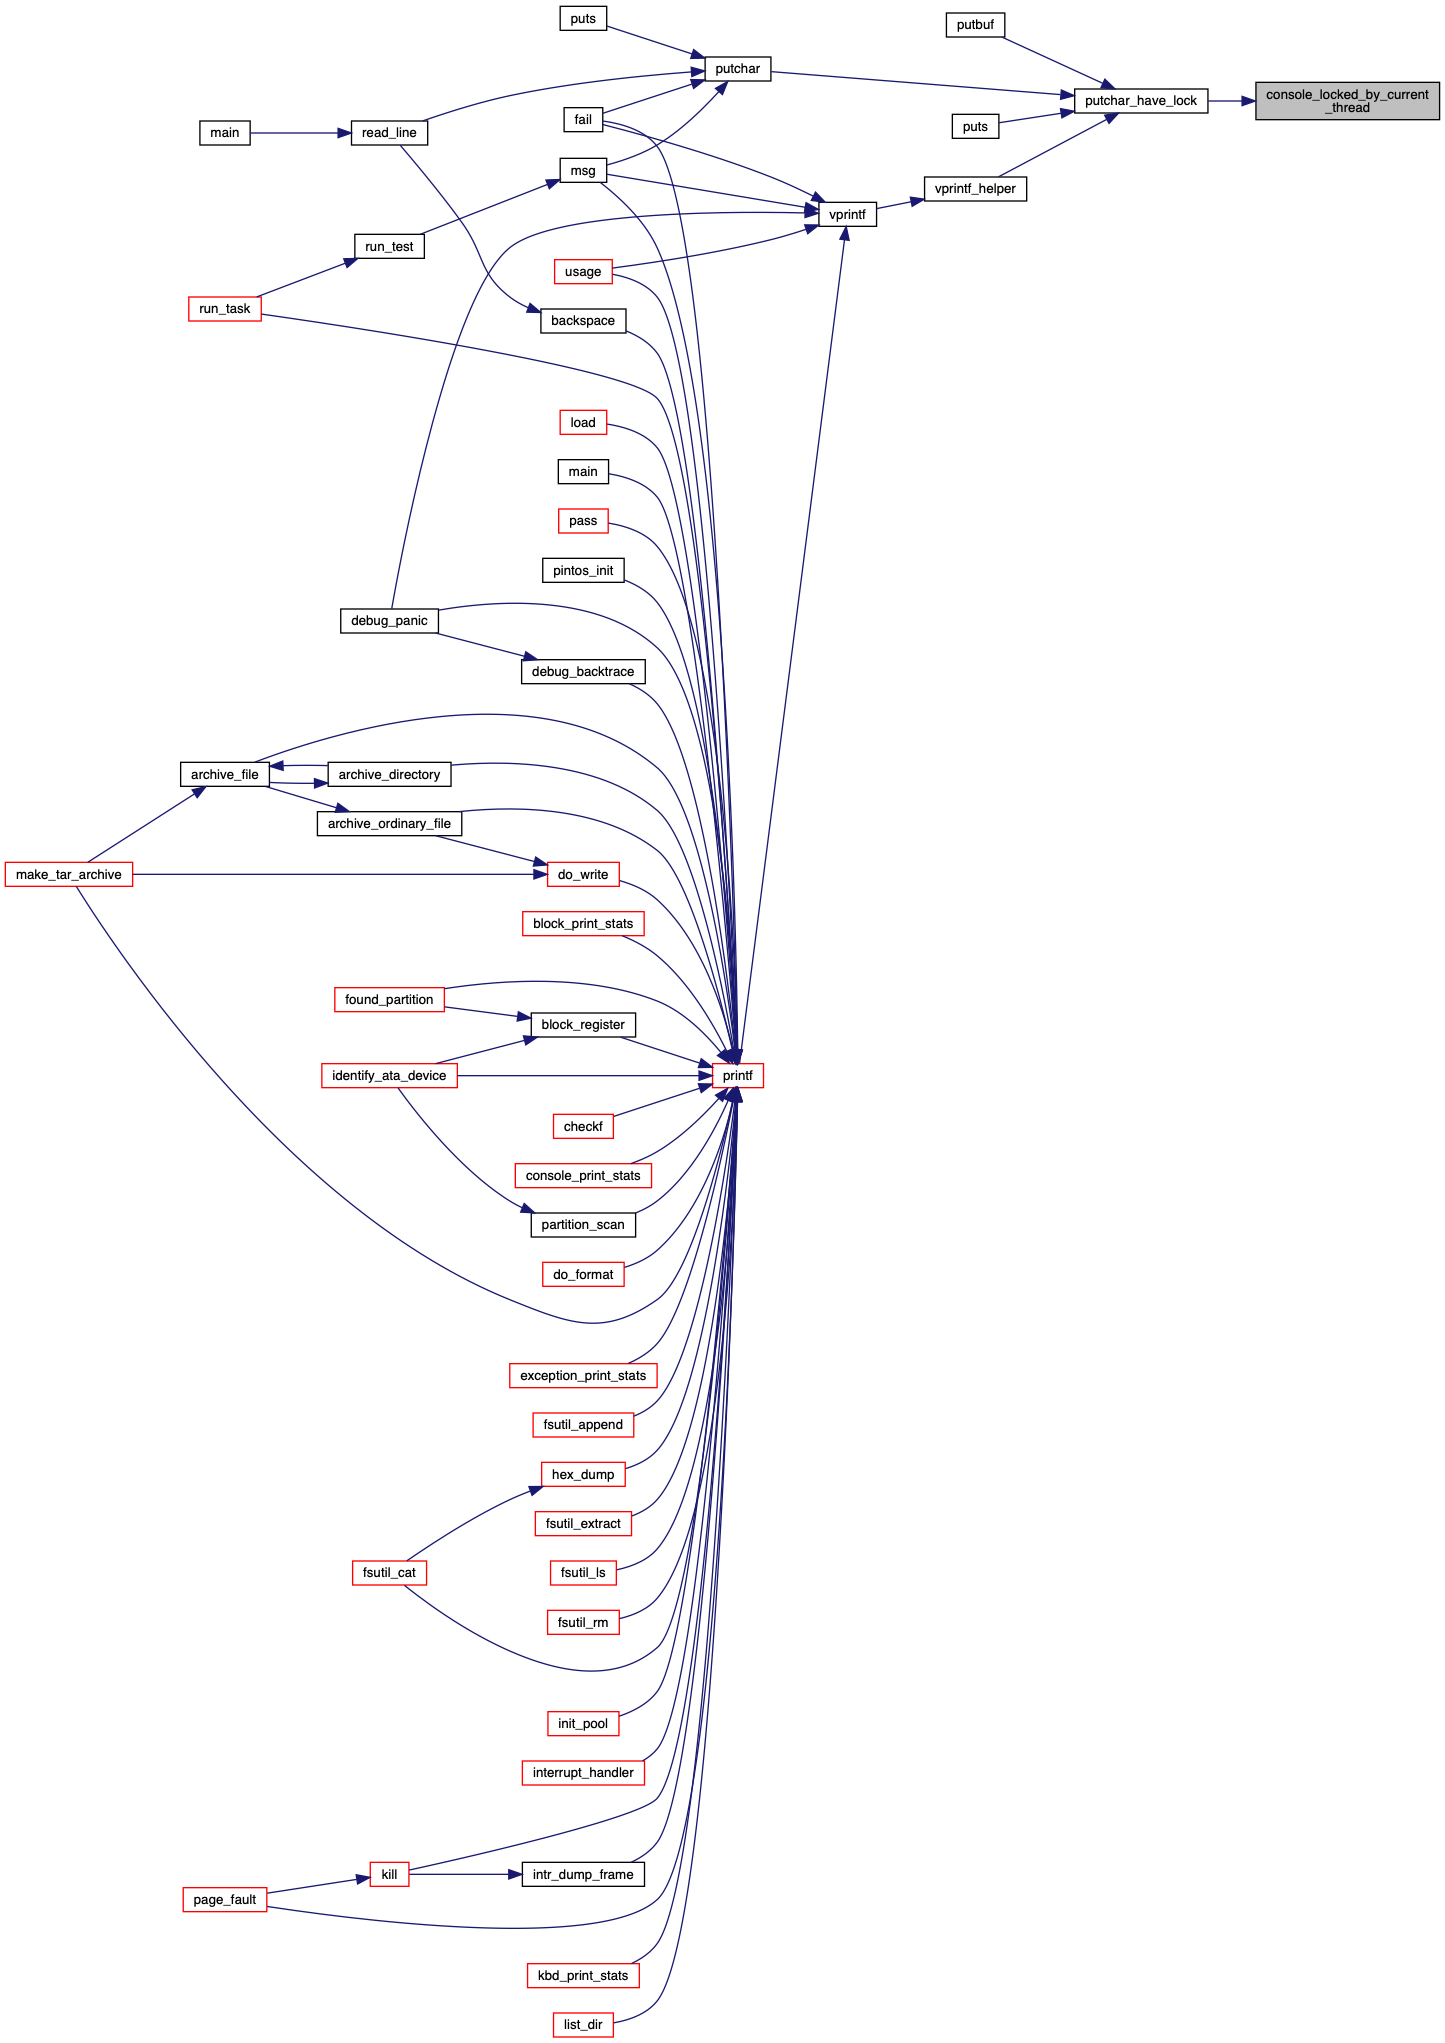 puts
putbuf
putchar
console_locked_by_current
_thread
putchar_have_lock
fail
puts
main
read_line
msg
vprintf_helper
vprintf
run_test
usage
run_task
backspace
load
main
pass
pintos_init
debug_panic
debug_backtrace
archive_file
archive_directory
archive_ordinary_file
make_tar_archive
do_write
block_print_stats
found_partition
block_register
identify_ata_device
printf
checkf
console_print_stats
partition_scan
do_format
exception_print_stats
fsutil_append
hex_dump
fsutil_extract
fsutil_cat
fsutil_ls
fsutil_rm
init_pool
interrupt_handler
kill
intr_dump_frame
page_fault
kbd_print_stats
list_dir